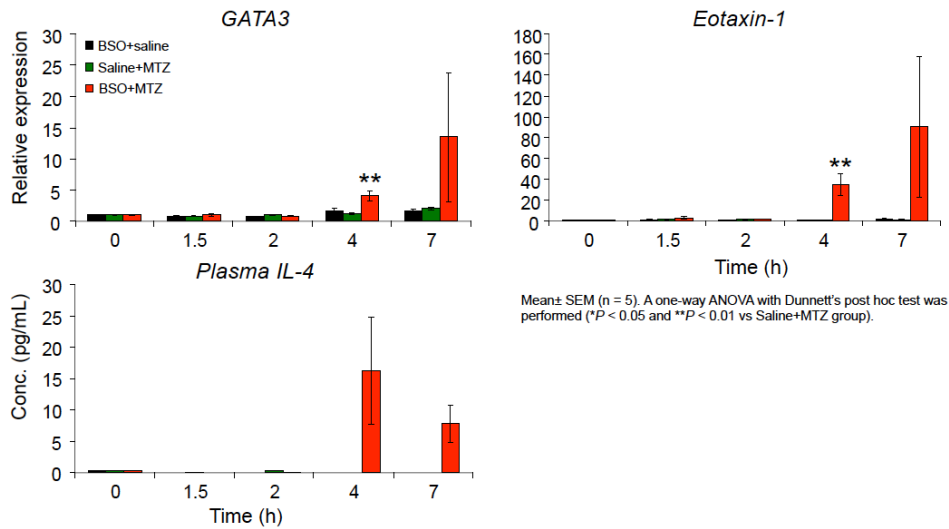 GATA3
30
25
20
15
10
5
0
Relative expression
BSO+saline
Saline+MTZ
BSO+MTZ
**
0 1.5 2 4 7
Eotaxin-1
180
160
140
120
100
80
60
40
20
0
**
0 1.5 2 4 7
Time (h)
Plasma IL-4
30
25
20
15
10
5
0
Conc. (pg/mL)
0 1.5 2 4 7
Time (h)
Mean± SEM (n = 5). A one-way ANOVA with Dunnett's post hoc test was
performed (*P < 0.05 and **P < 0.01 vs Saline+MTZ group).